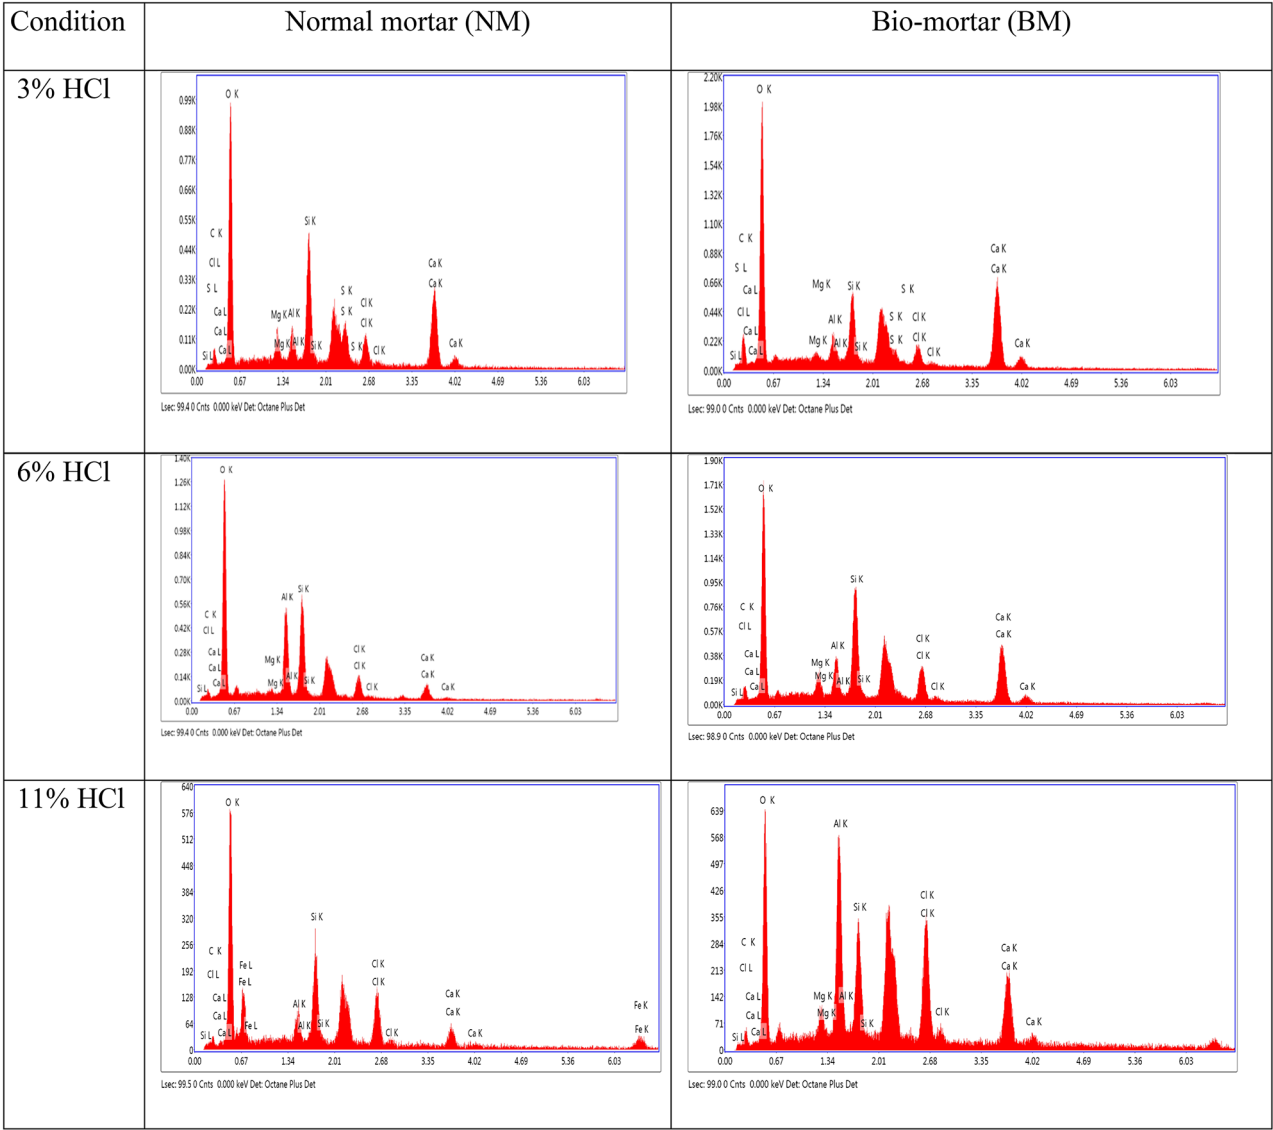 Condition
Normal mortar (NM)
Bio-mortar (BM)
3% HCl
0.99K
0.88K
0.77K
0.66K
0.55K
0.44K
0.33K
0.22K
0.11K
0.00K
O K
C K
Cl L
S L
Ca L
Ca L
Ca L
Si L
Mg K
Mg K
Al K
Al K
Si K
Si K
S K
S K
S K
Cl K
Cl K
Cl K
Ca K
Ca K
Ca K
0.00 0.67 1.34 2.01 2.68 3.35 4.02 4.69 5.36 6.03
Lsec: 99.4 0 Cnts 0.000 keV Det: Octane Plus Det
2.20K
1.98K
1.76K
1.54K
1.32K
1.10K
0.88K
0.66K
0.44K
0.22K
0.00K
O K
C K
S L
Ca L
Cl L
Ca L
Ca L
Si L
Mg K
Mg K
Al K
Al K
Si K
Si K
S K
S K
S K
Cl K
Cl K
Cl K
Ca K
Ca K
Ca K
0.00 0.67 1.34 2.01 2.68 3.35 4.02 4.69 5.36 6.03
Lsec: 99.0 0 Cnts 0.000 keV Det: Octane Plus Det
6% HCl
1.40K
1.26K
1.12K
0.98K
0.84K
0.70K
0.56K
0.42K
0.28K
0.14K
0.00K
O K
C K
Cl L
Ca L
Ca L
Ca L
Si L
Mg K
Mg K
Al K
Al K
Si K
Si K
Cl K
Cl K
Cl K
Ca K
Ca K
Ca K
0.00 0.67 1.34 2.01 2.68 3.35 4.02 4.69 5.36 6.03
Lsec: 99.4 0 Cnts 0.000 keV Det: Octane Plus Det
1.90K
1.71K
1.52K
1.33K
1.14K
0.95K
0.76K
0.57K
0.38K
0.19K
0.00K
O K
C K
Cl L
Ca L
Ca L
Ca L
Si L
Mg K
Mg K
Al K
Al K
Si K
Si K
Cl K
Cl K
Cl K
Ca K
Ca K
Ca K
0.00 0.67 1.34 2.01 2.68 3.35 4.02 4.69 5.36 6.03
Lsec: 98.9 0 Cnts 0.000 keV Det: Octane Plus Det
11% HCl
640
576
512
448
384
320
256
192
128
64
0
O K
C K
Cl L
Ca L
Ca L
Ca L
Si L
Fe L
Fe L
Fe L
Al K
Al K
Si K
Si K
Cl K
Cl K
Cl K
Ca K
Ca K
Ca K
Fe K
Fe K
0.00 0.67 1.34 2.01 2.68 3.35 4.02 4.69 5.36 6.03
Lsec: 99.5 0 Cnts 0.000 keV Det: Octane Plus Det
639
568
497
426
355
284
213
142
71
0
O K
C K
Cl L
Ca L
Ca L
Ca L
Si L
Mg K
Mg K
Al K
Al K
Si K
Si K
Cl K
Cl K
Cl K
Ca K
Ca K
Ca K
0.00 0.67 1.34 2.01 2.68 3.35 4.02 4.69 5.36 6.03
Lsec: 99.0 0 Cnts 0.000 keV Det: Octane Plus Det